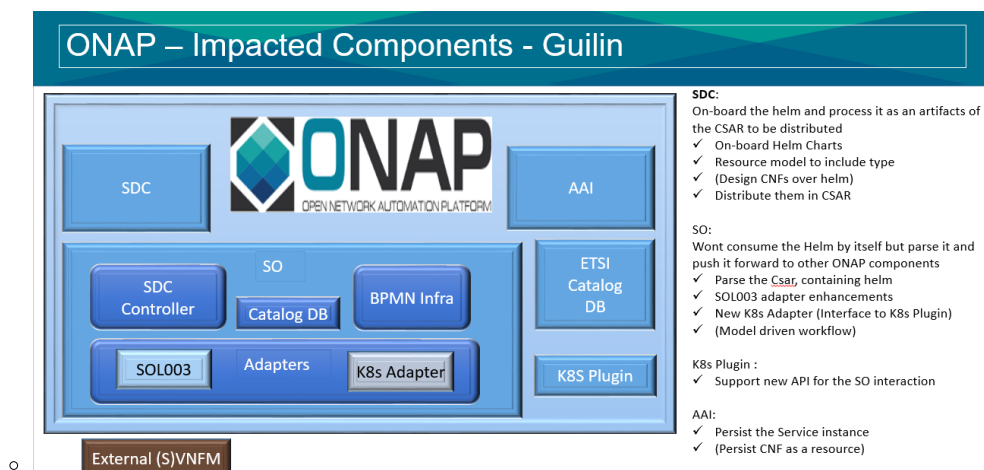 ONAP – Impacted Components - Guilin
SDC
ONAP
OPEN NETWORK AUTOMATION PLATFORM
AAI
SO
SDC
Controller
Catalog DB
BPMN Infra
ETSI
Catalog
DB
SOL003
Adapters
K8s Adapter
K8S Plugin
External (S)VNFM
SDC:
On-board the helm and process it as an artifacts of
the CSAR to be distributed
✓ On-board Helm Charts
✓ Resource model to include type
✓ (Design CNFs over helm)
✓ Distribute them in CSAR
SO:
Wont consume the Helm by itself but parse it and
push it forward to other ONAP components
✓ Parse the Csar, containing helm
✓ SOL003 adapter enhancements
✓ New K8s Adapter (Interface to K8s Plugin)
✓ (Model driven workflow)
K8s Plugin :
✓ Support new API for the SO interaction
AAI:
✓ Persist the Service instance
✓ (Persist CNF as a resource)